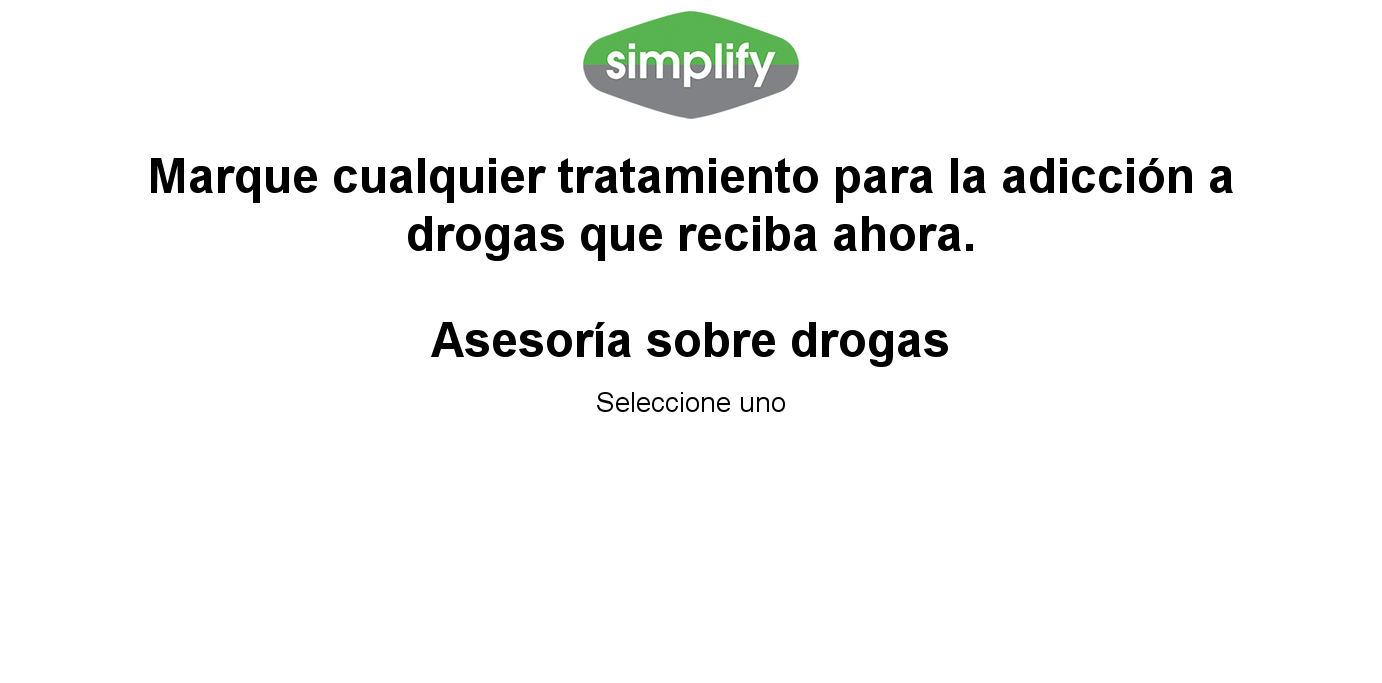 simplify
Marque cualquier tratamiento para la adicción a
drogas que reciba ahora.
Asesoría sobre drogas
Seleccione uno